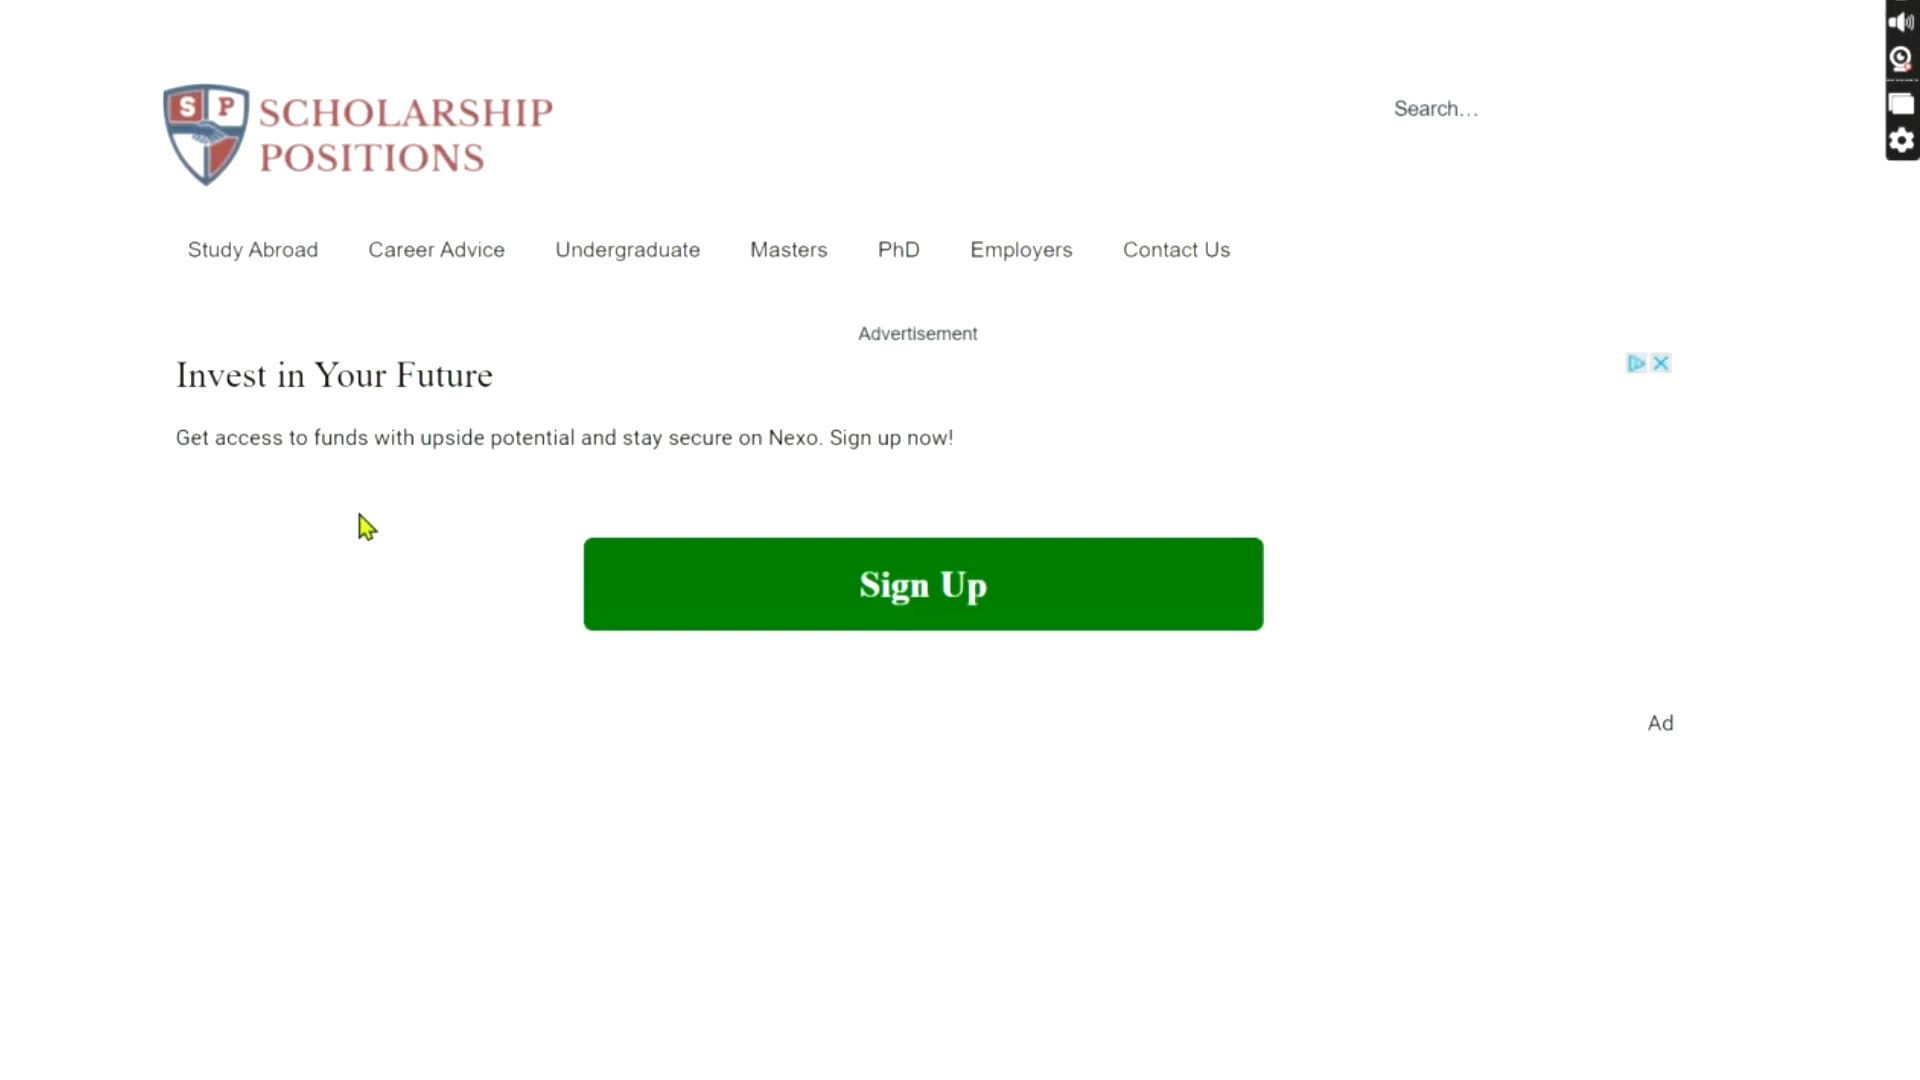 S P
SCHOLARSHIP
POSITIONS
Search...
Study Abroad Career Advice Undergraduate Masters PhD Employers Contact Us
Advertisement
Invest in Your Future
Get access to funds with upside potential and stay secure on Nexo. Sign up now!
Sign Up
Ad